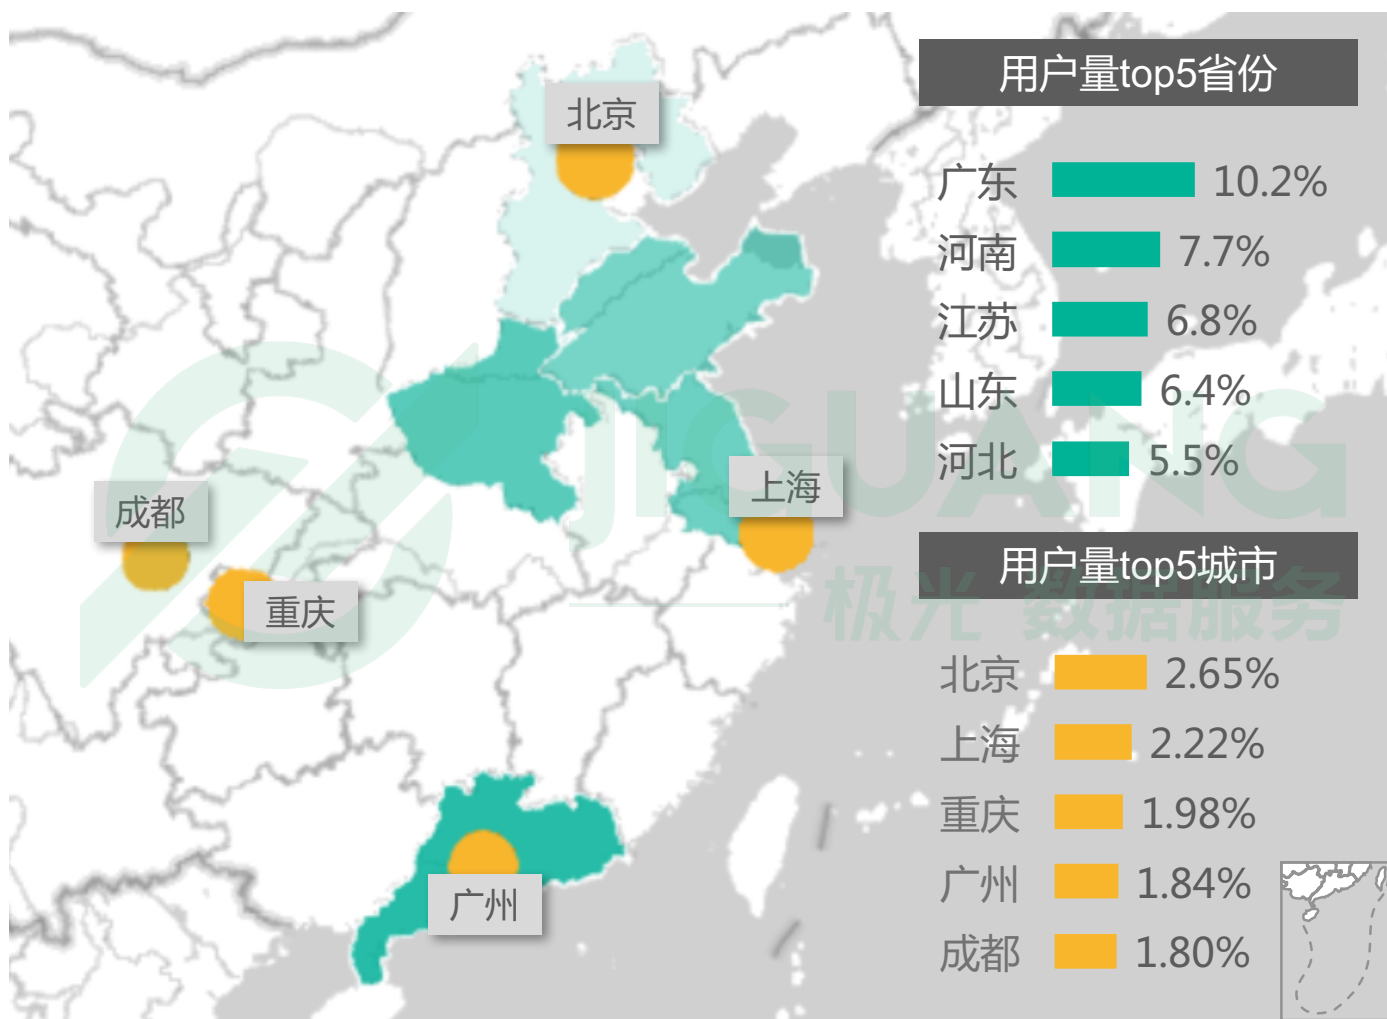 北京
上海
成都
重庆
广州
用户量top5省份
广东 10.2%
河南 7.7%
江苏 6.8%
山东 6.4%
河北 5.5%
用户量top5城市
北京 2.65%
上海 2.22%
重庆 1.98%
广州 1.84%
成都 1.80%
JIGUANG
极光 数据服务